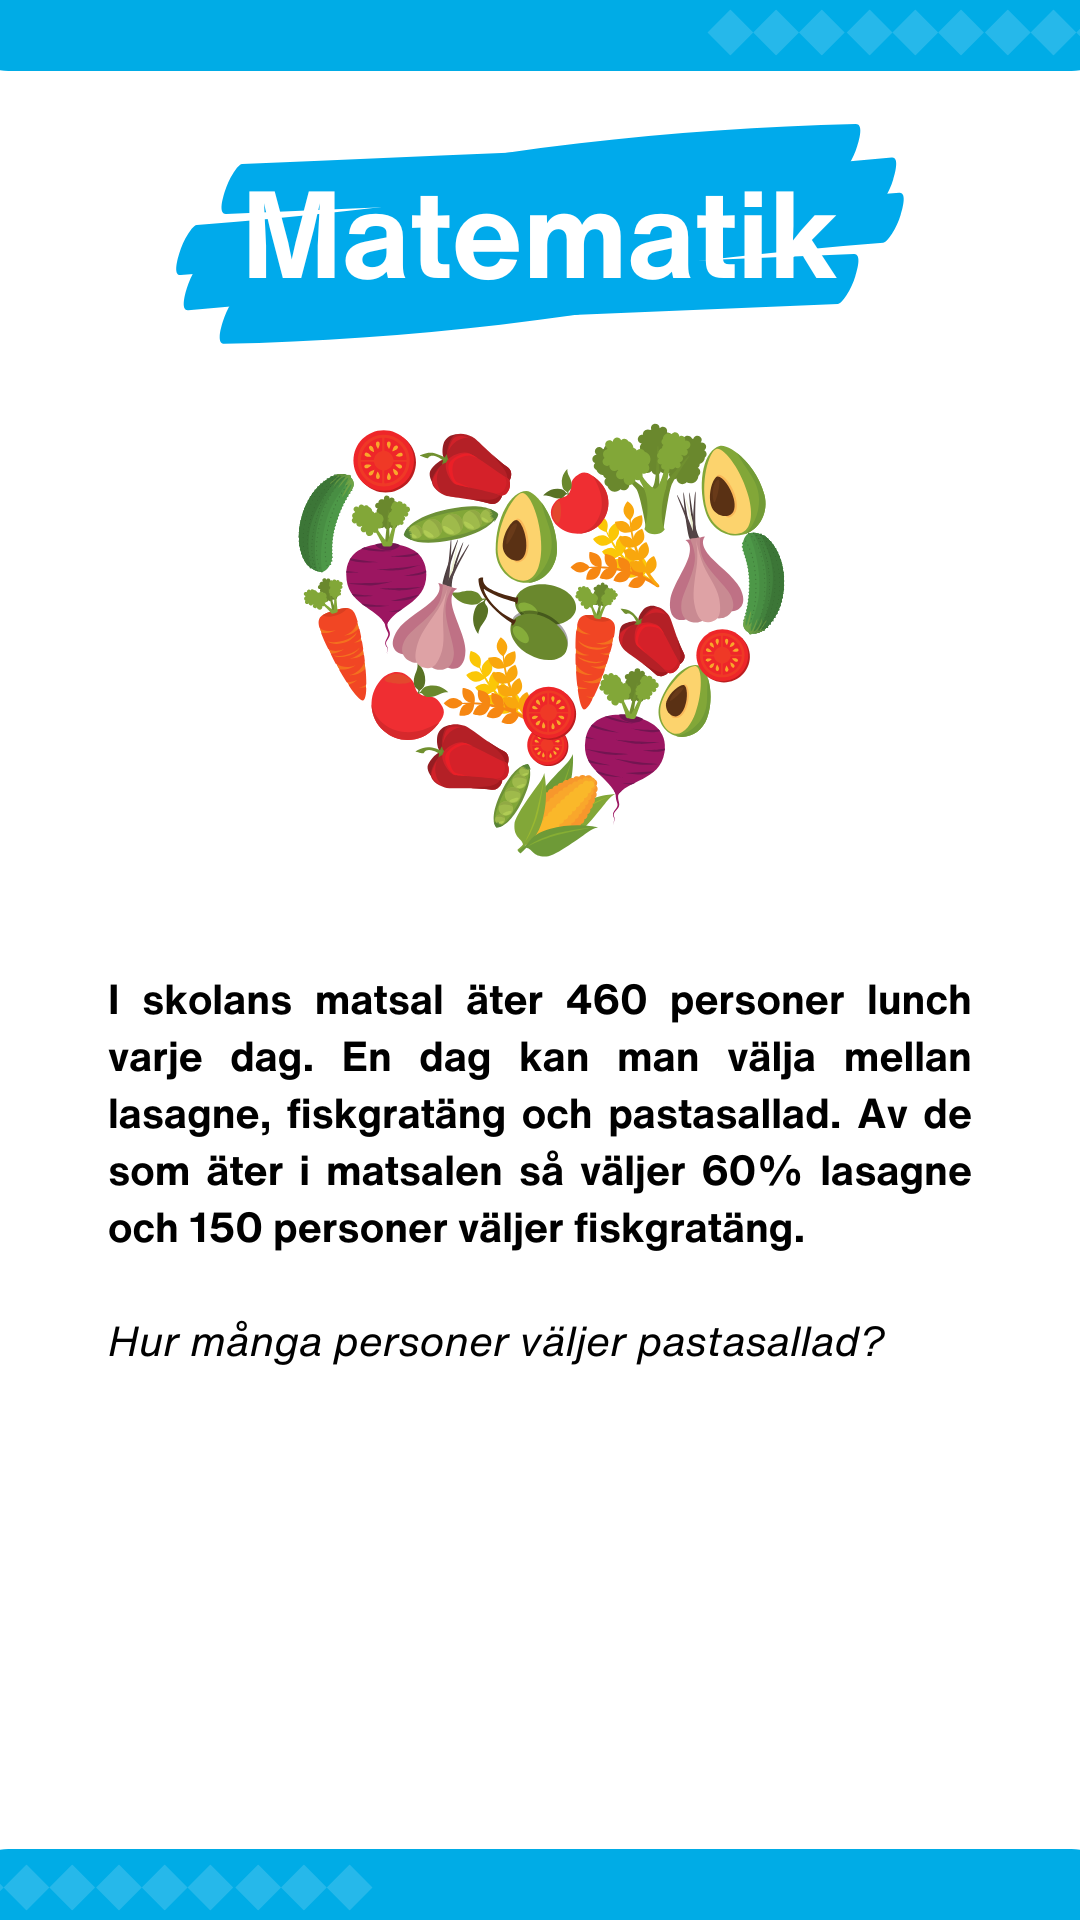 Matematik
I skolans matsal äter 460 personer lunch
varje dag. En dag kan man välja mellan
lasagne, fiskgratäng och pastasallad. Av de
som äter i matsalen så väljer 60% lasagne
och 150 personer väljer fiskgratäng.
Hur många personer väljer pastasallad?